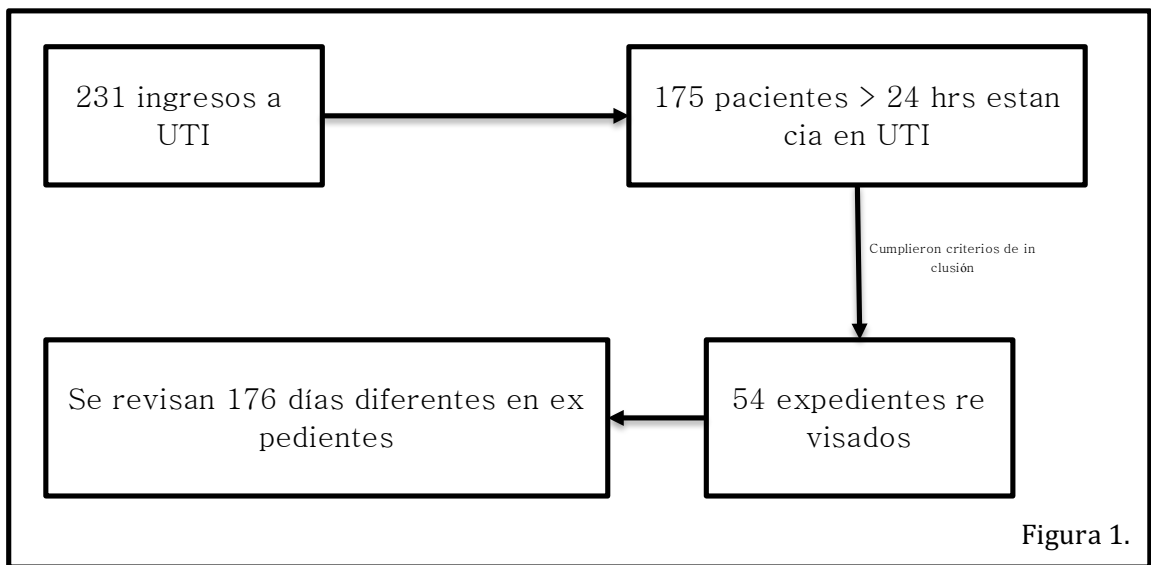 231 ingresos a
UTI
175 pacientes > 24 hrs estan
cia en UTI
Cumplieron criterios de in
clusión
54 expedientes re
visados
Se revisan 176 días diferentes en ex
pedientes
Figura 1.